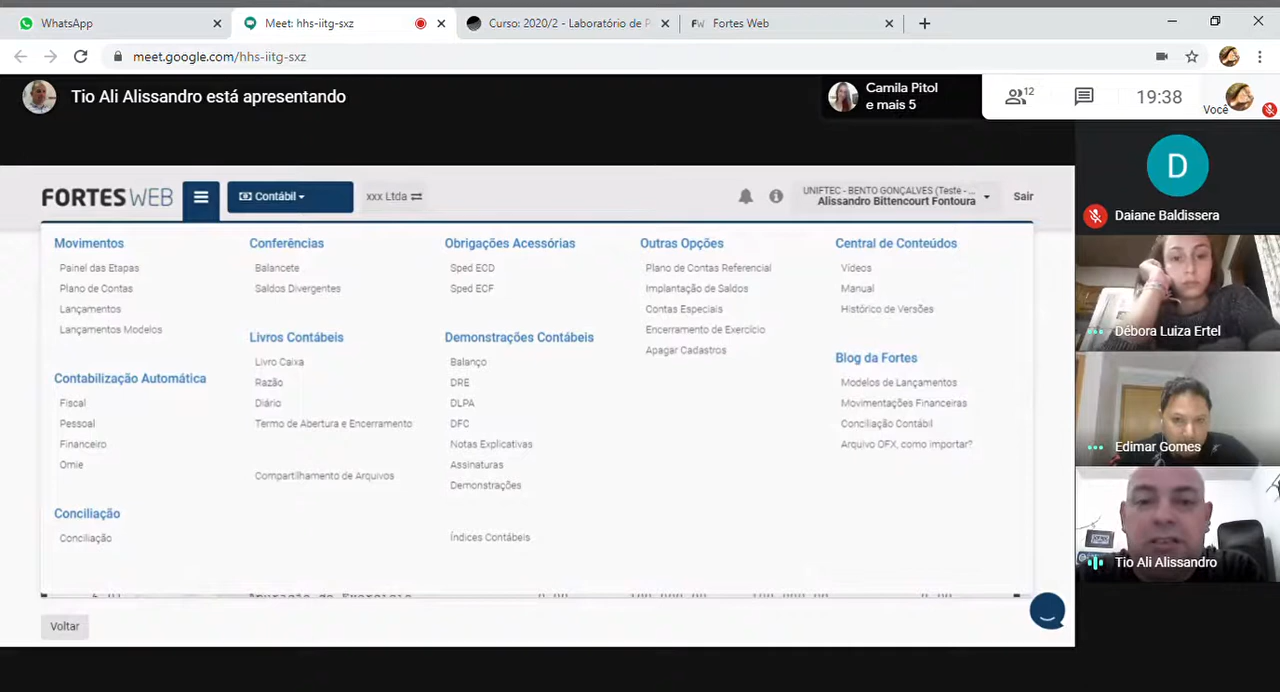 WhatsApp
Meet: hhs-iitg-sxz
Curso: 2020/2 - Laboratório de P
FW Fortes Web
meet.google.com/hhs-iitg-sxz
Tio Ali Alissandro está apresentando
Camila Pitol
e mais 5
12
19:38
Você
FORTES WEB
Contábil
xxx Ltda
UNIFTEC - BENTO GONÇALVES (Teste - ...
Alissandro Bittencourt Fontoura
Sair
Movimentos
Painel das Etapas
Plano de Contas
Lançamentos
Lançamentos Modelos
Contabilização Automática
Fiscal
Pessoal
Financeiro
Omie
Conciliação
Conciliação
Conferências
Balancete
Saldos Divergentes
Livros Contábeis
Livro Caixa
Razão
Diário
Termo de Abertura e Encerramento
Compartilhamento de Arquivos
Obrigações Acessórias
Sped ECD
Sped ECF
Demonstrações Contábeis
Balanço
DRE
DLPA
DFC
Notas Explicativas
Assinaturas
Demonstrações
Índices Contábeis
Outras Opções
Plano de Contas Referencial
Implantação de Saldos
Contas Especiais
Encerramento de Exercício
Apagar Cadastros
Central de Conteúdos
Vídeos
Manual
Histórico de Versões
Blog da Fortes
Modelos de Lançamentos
Movimentações Financeiras
Conciliação Contábil
Arquivo OFX, como importar?
Voltar
D
Daiane Baldissera
Débora Luiza Ertel
Edimar Gomes
Tio Ali Alissandro